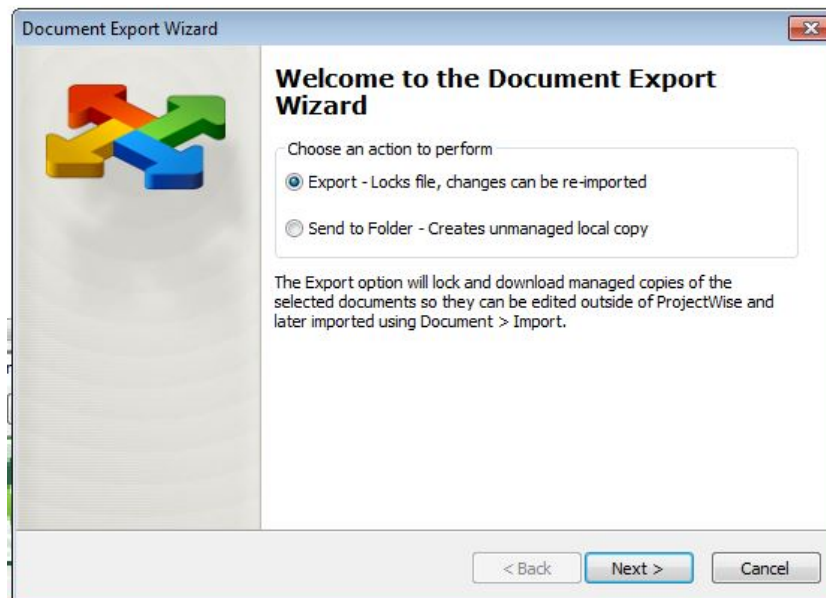 Document Export Wizard
Welcome to the Document Export
Wizard
Choose an action to perform
Export - Locks file, changes can be re-imported
Send to Folder - Creates unmanaged local copy
The Export option will lock and download managed copies of the
selected documents so they can be edited outside of ProjectWise and
later imported using Document > Import.
< Back
Next >
Cancel